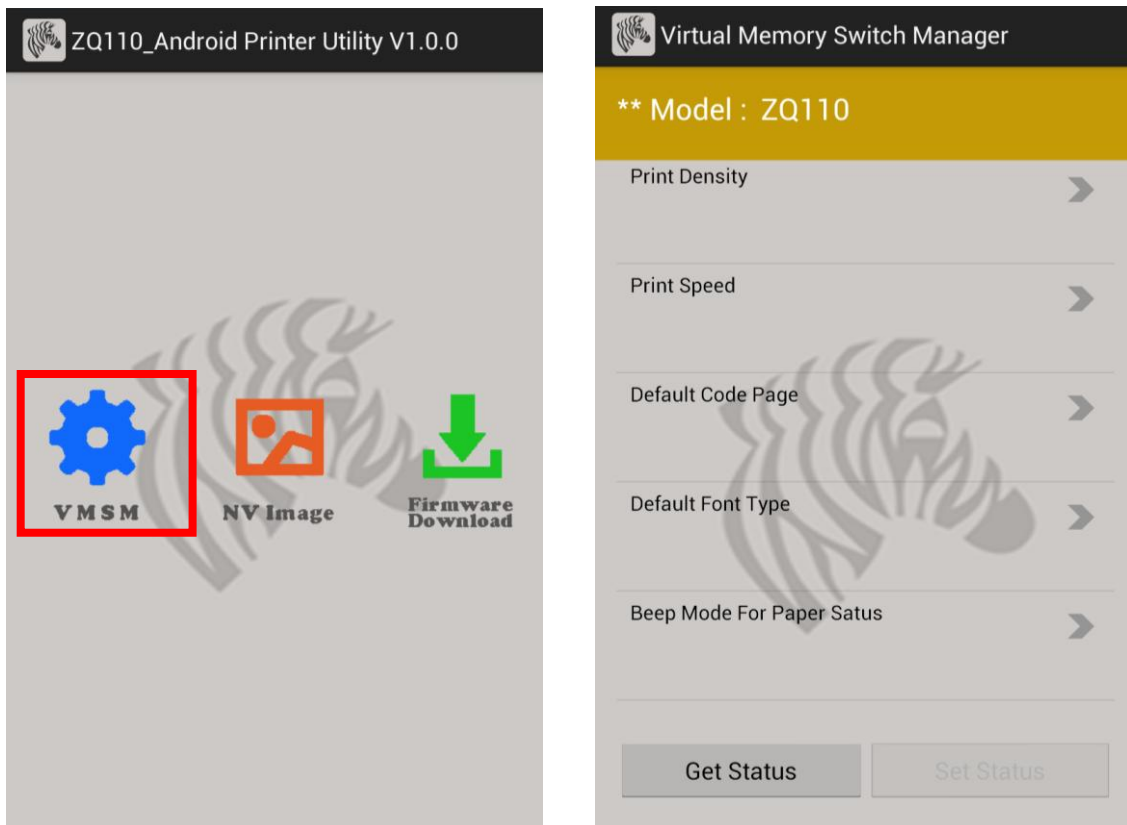 ZQ110_Android Printer Utility V1.0.0
VMSM
NV Image
Firmware
Download
Virtual Memory Switch Manager
** Model : ZQ110
Print Density
Print Speed
Default Code Page
Default Font Type
Beep Mode For Paper Satus
Get Status
Set Status